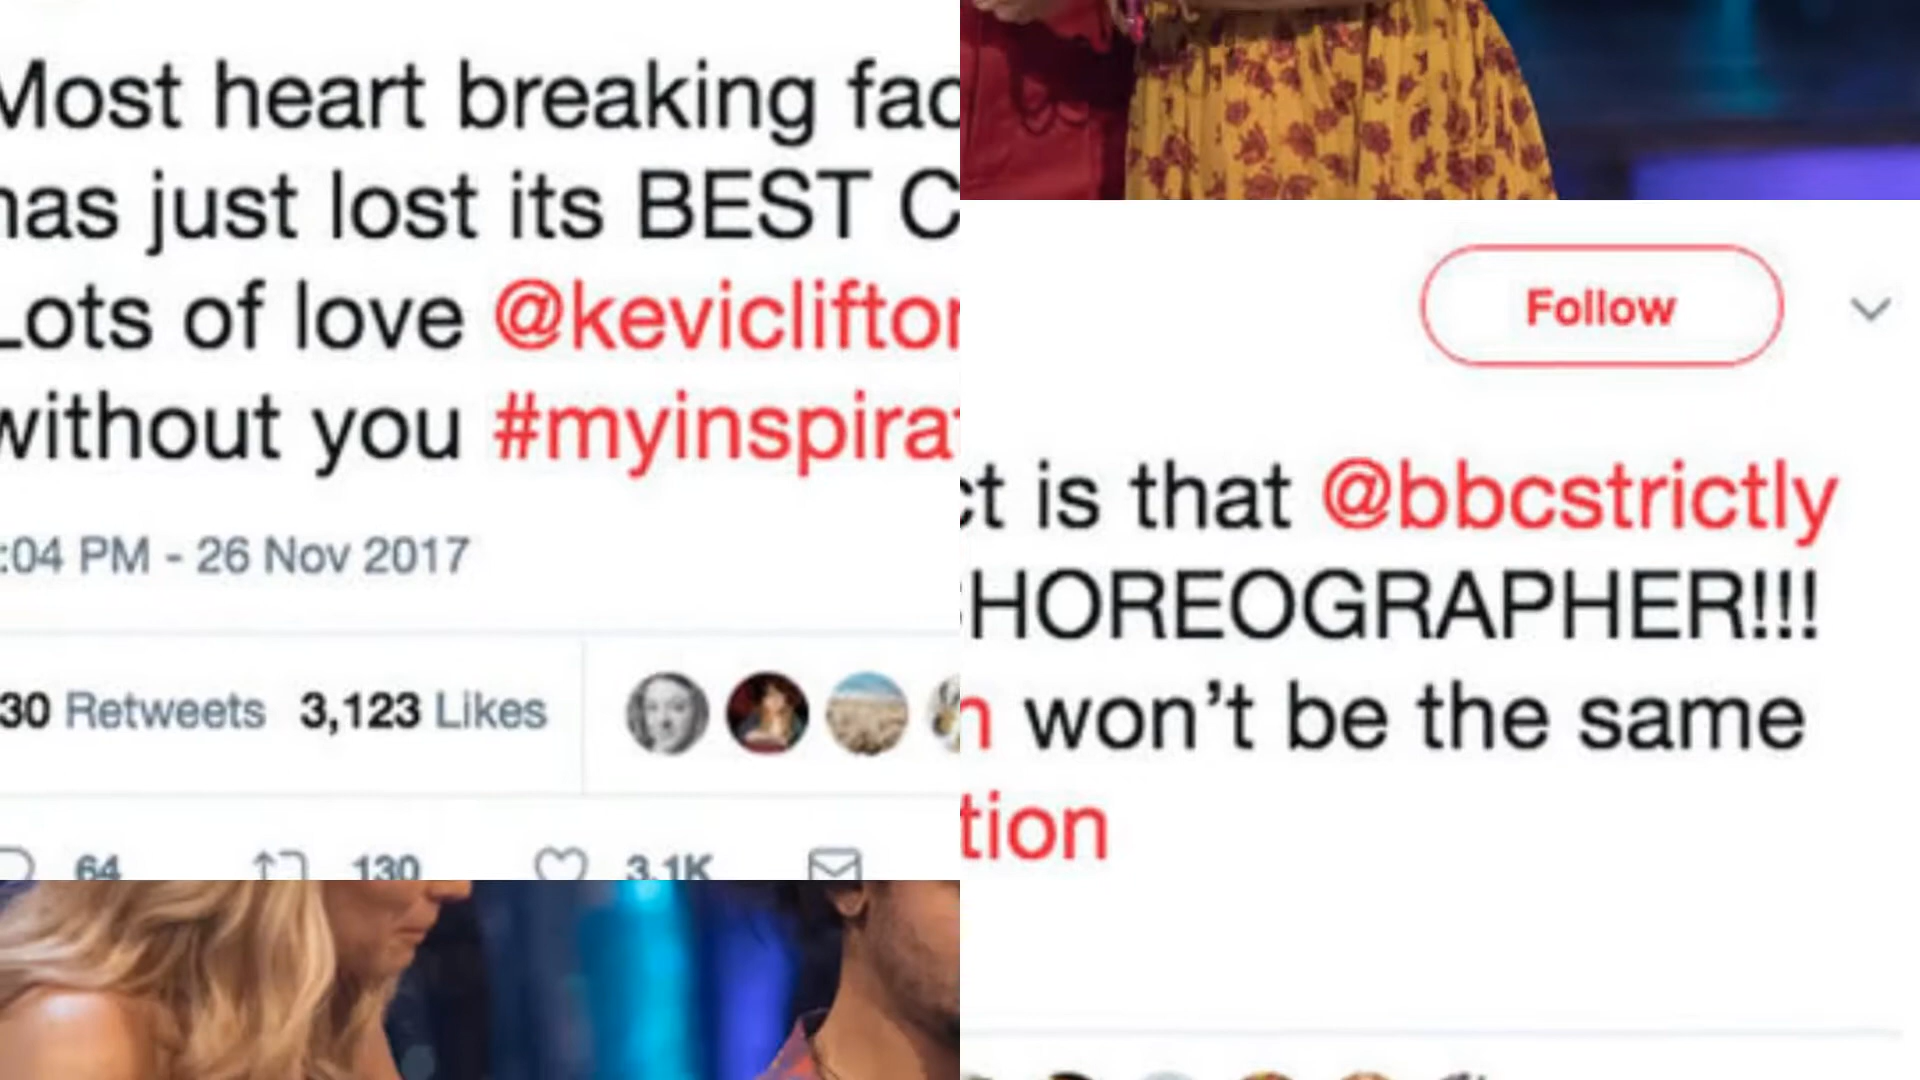 Most heart breaking fac
has just lost its BEST C
Lots of love @keviclifton
without you #myinspirat
:04 PM - 26 Nov 2017
30 Retweets 3,123 Likes
64 130 3.1K
Follow
ct is that @bbcstrictly
HOREOGRAPHER!!!
n won’t be the same
tion